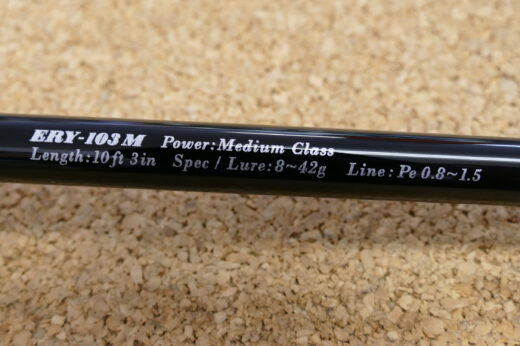 ERY-103M Power:Medium Class
Length:10ft 3in Spec / Lure:8~42g Line:Pe 0.8~1.5